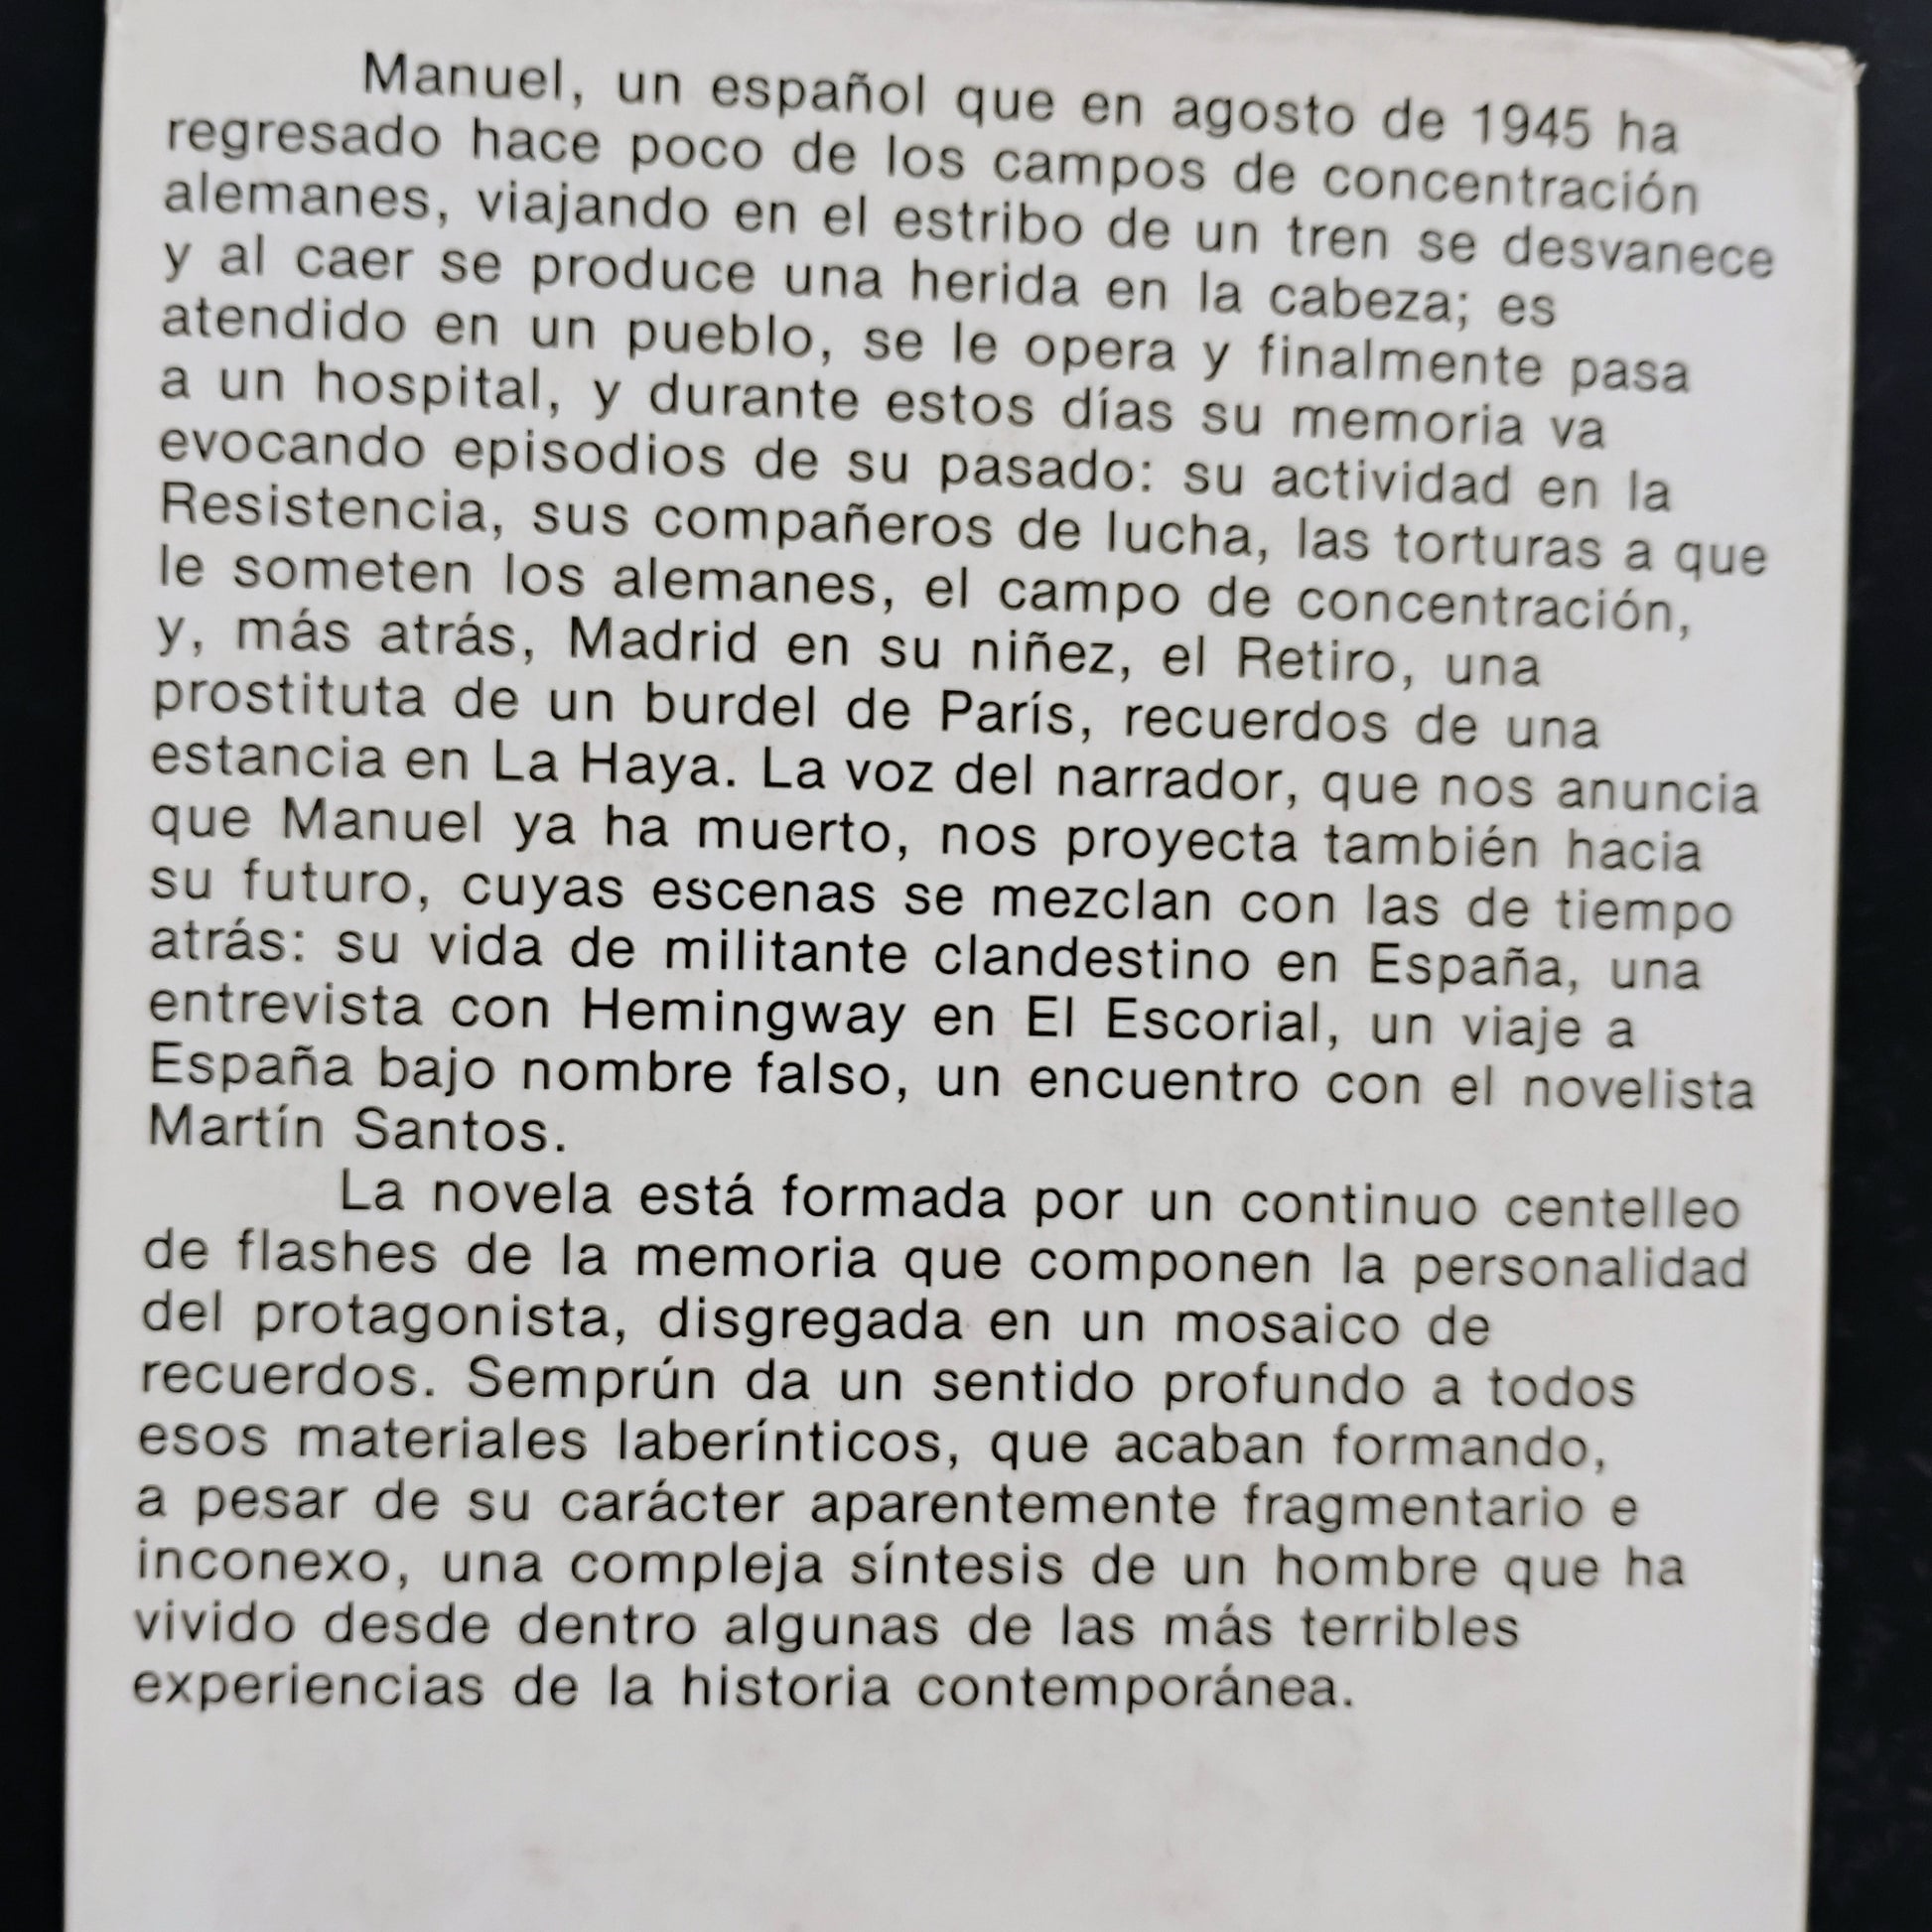 Manuel, un español que en agosto de 1945 ha
regresado hace poco de los campos de concentración
alemanes, viajando en el estribo de un tren se desvanece
y al caer se produce una herida en la cabeza; es
atendido en un pueblo, se le opera y finalmente pasa
a un hospital, y durante estos días su memoria va
evocando episodios de su pasado: su actividad en la
Resistencia, sus compañeros de lucha, las torturas a que
le someten los alemanes, el campo de concentración,
y, más atrás, Madrid en su niñez, el Retiro, una
prostituta de un burdel de París, recuerdos de una
estancia en La Haya. La voz del narrador, que nos anuncia
que Manuel ya ha muerto, nos proyecta también hacia
su futuro, cuyas escenas se mezclan con las de tiempo
atrás: su vida de militante clandestino en España, una
entrevista con Hemingway en El Escorial, un viaje a
España bajo nombre falso, un encuentro con el novelista
Martín Santos.
La novela está formada por un continuo centelleo
de flashes de la memoria que componen la personalidad
del protagonista, disgregada en un mosaico de
recuerdos. Semprún da un sentido profundo a todos
esos materiales laberínticos, que acaban formando,
a pesar de su carácter aparentemente fragmentario e
inconexo, una compleja síntesis de un hombre que ha
vivido desde dentro algunas de las más terribles
experiencias de la historia contemporánea.